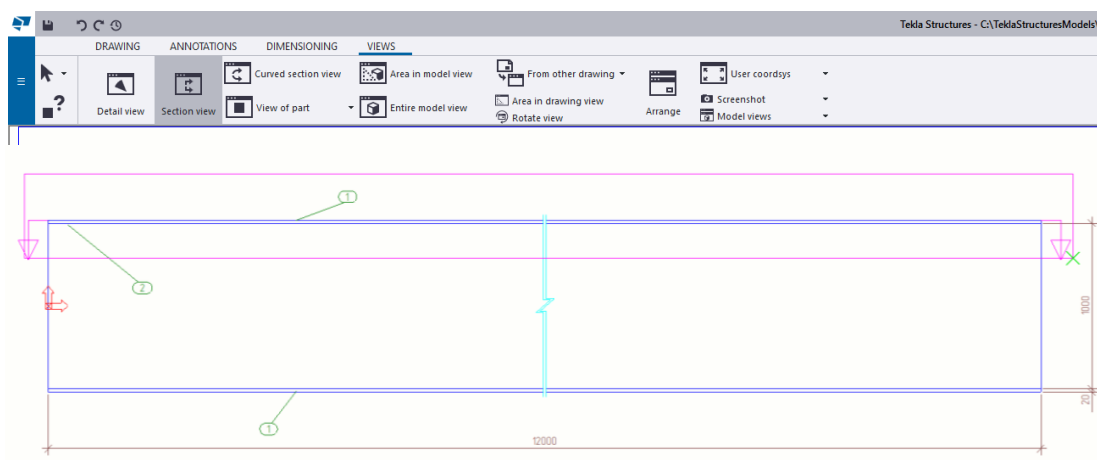 Tekla Structures - C:\TeklaStructuresModels\
DRAWING ANNOTATIONS DIMENSIONING VIEWS
Detail view
Section view
Curved section view
View of part
Area in model view
Entire model view
From other drawing
Area in drawing view
Rotate view
Arrange
User coordsys
Screenshot
Model views
1
2
1000
1
20
12000